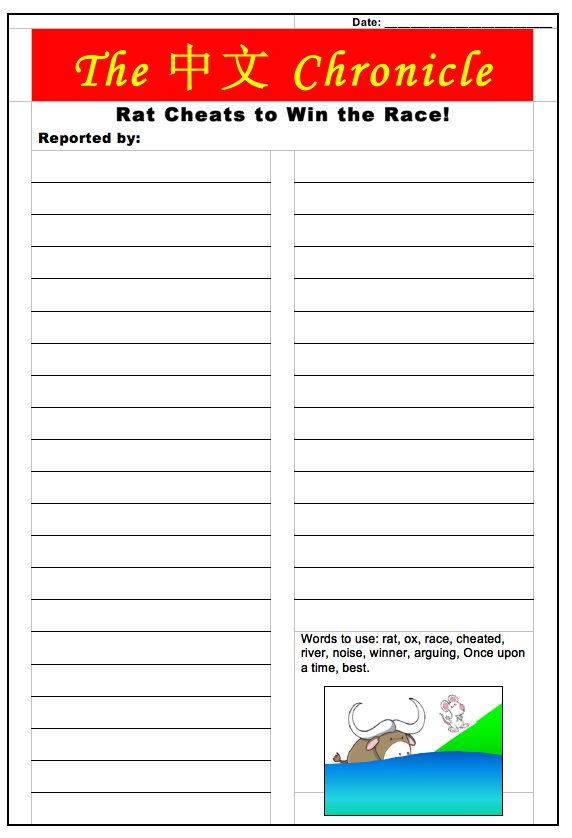 Date: ___________________________
The 中文 Chronicle
Rat Cheats to Win the Race!
Reported by:
Words to use: rat, ox, race, cheated,
river, noise, winner, arguing, Once upon
a time, best.